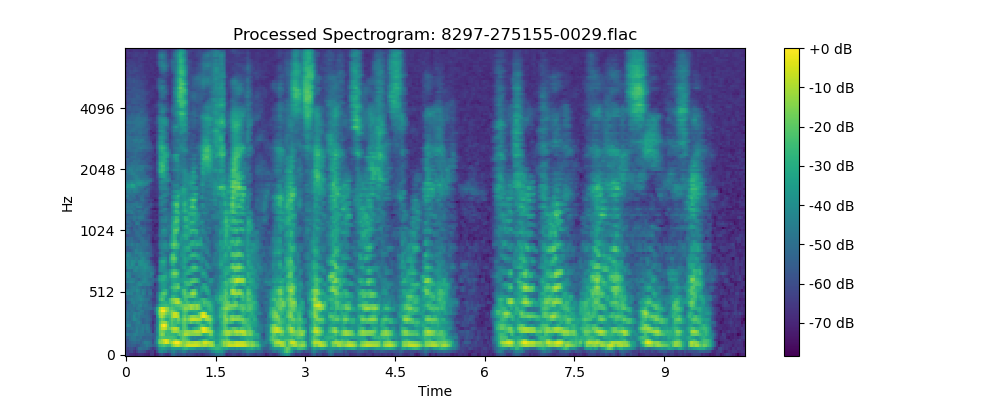 Processed Spectrogram: 8297-275155-0029.flac
Hz
4096
2048
1024
512
0
0 1.5 3 4.5 6 7.5 9
Time
+0 dB
-10 dB
-20 dB
-30 dB
-40 dB
-50 dB
-60 dB
-70 dB